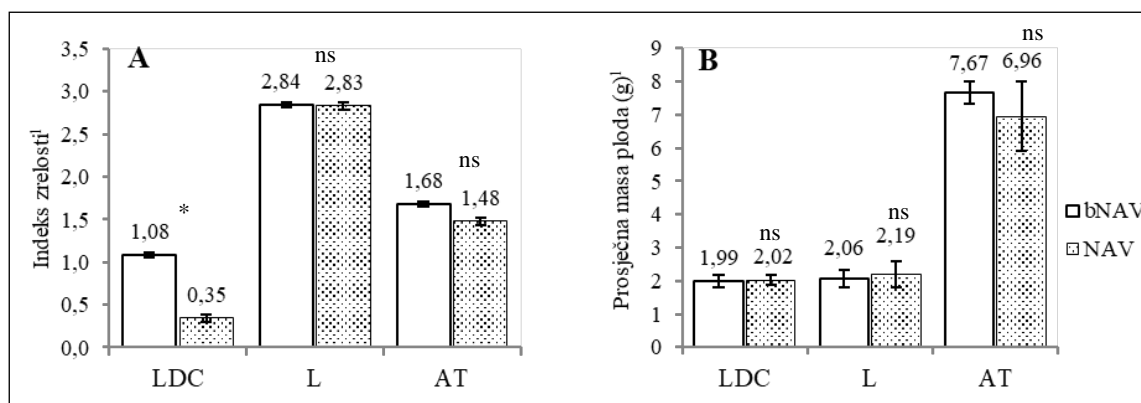 A
Indeks zrelosti¹
3,5
3,0
2,5
2,0
1,5
1,0
0,5
0,0
1,08
*
0,35
2,84
ns
2,83
1,68
ns
1,48
LDC L AT
B
Prosječna masa ploda (g)¹
9
8
7
6
5
4
3
2
1
0
1,99
ns
2,02
2,06
ns
2,19
7,67
ns
6,96
LDC L AT
bNAV
NAV